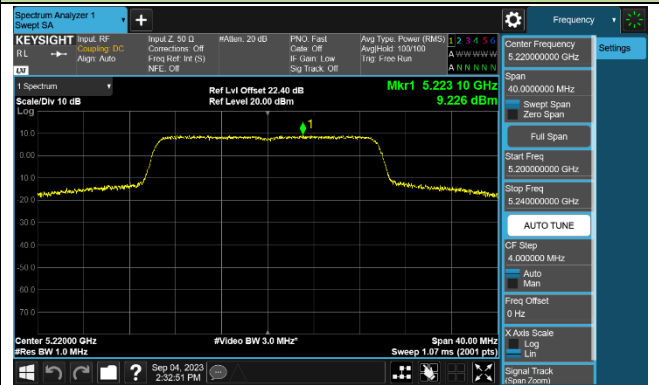 Spectrum Analyzer 1
Swept SA
Frequency
KEYSIGHT
RL
LXI
Input: RF
Coupling: DC
Align: Auto
Input Z: 50 Ω
Corrections: Off
Freq Ref: Int (S)
NFE: Off
#Atten: 20 dB
PNO: Fast
Gate: Off
IF Gain: Low
Sig Track: Off
Avg Type: Power (RMS)
Avg|Hold: 100/100
Trig: Free Run
1 2 3 4 5 6
A W W W W W
A N N N N N
1 Spectrum
Scale/Div 10 dB
Log
Ref Lvl Offset 22.40 dB
Ref Level 20.00 dBm
Mkr1 5.223 10 GHz
9.226 dBm
1
10.0
0.00
-10.0
-20.0
-30.0
-40.0
-50.0
-60.0
-70.0
Center 5.22000 GHz
#Res BW 1.0 MHz
#Video BW 3.0 MHz*
Span 40.00 MHz
Sweep 1.07 ms (2001 pts)
Sep 04, 2023
2:32:51 PM
Center Frequency
5.220000000 GHz
Settings
Span
40.0000000 MHz
Swept Span
Zero Span
Full Span
Start Freq
5.200000000 GHz
Stop Freq
5.240000000 GHz
AUTO TUNE
CF Step
4.000000 MHz
Auto
Man
Freq Offset
0 Hz
X Axis Scale
Log
Lin
Signal Track
(Span Zoom)